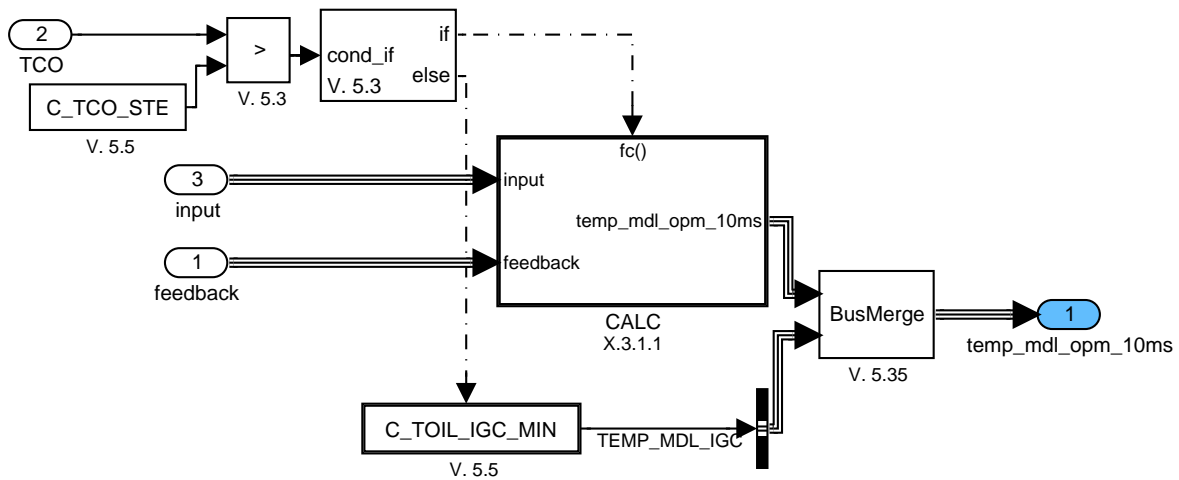 2
TCO
C_TCO_STE
V. 5.5
>
V. 5.3
cond_if
V. 5.3
if
else
3
input
1
feedback
fc()
input
feedback
temp_mdl_opm_10ms
CALC
X.3.1.1
BusMerge
V. 5.35
1
temp_mdl_opm_10ms
C_TOIL_IGC_MIN
V. 5.5
TEMP_MDL_IGC